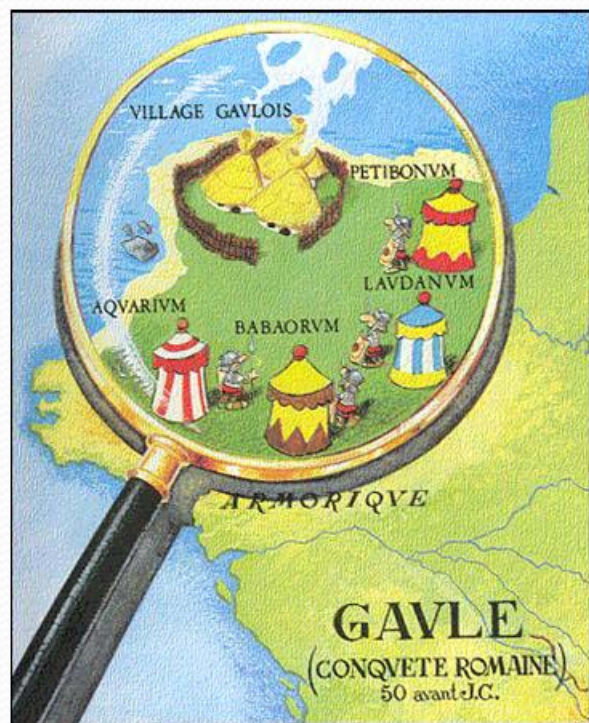 VILLAGE GAVLOIS
PETIBONVM
LAVDANVM
AQVARIVM
BABAORVM
ARMORIQVE
GAVLE
(CONQVETE ROMAINE)
50 avant J.C.